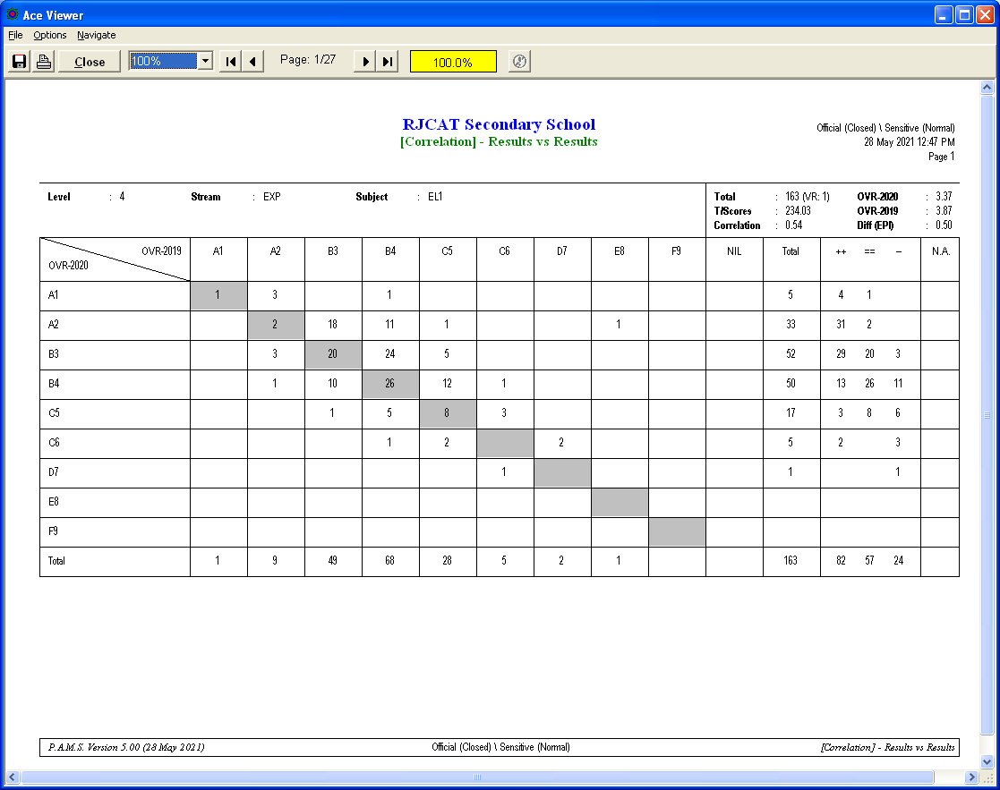 Ace Viewer
File Options Navigate
Close 100% Page: 1/27 100.0%
RJCAT Secondary School
[Correlation] - Results vs Results
Official (Closed) \ Sensitive (Normal)
28 May 2021 12:47 PM
Page 1
Level : 4 Stream : EXP Subject : EL1
Total : 163 (VR: 1) OVR-2020 : 3.37
T/Scores : 234.03 OVR-2019 : 3.87
Correlation : 0.54 Diff (EPI) : 0.50
OVR-2019 A1 A2 B3 B4 C5 C6 D7 E8 F9 NIL Total ++ == -- N.A.
OVR-2020
A1 1 3 1 5 4 1
A2 2 18 11 1 1 33 31 2
B3 3 20 24 5 52 29 20 3
B4 1 10 26 12 1 50 13 26 11
C5 1 5 8 3 17 3 8 6
C6 1 2 2 5 2 3
D7 1 1 1
E8
F9
Total 1 9 49 68 28 5 2 1 163 82 57 24
P.A.M.S. Version 5.00 (28 May 2021) Official (Closed) \ Sensitive (Normal) [Correlation] - Results vs Results